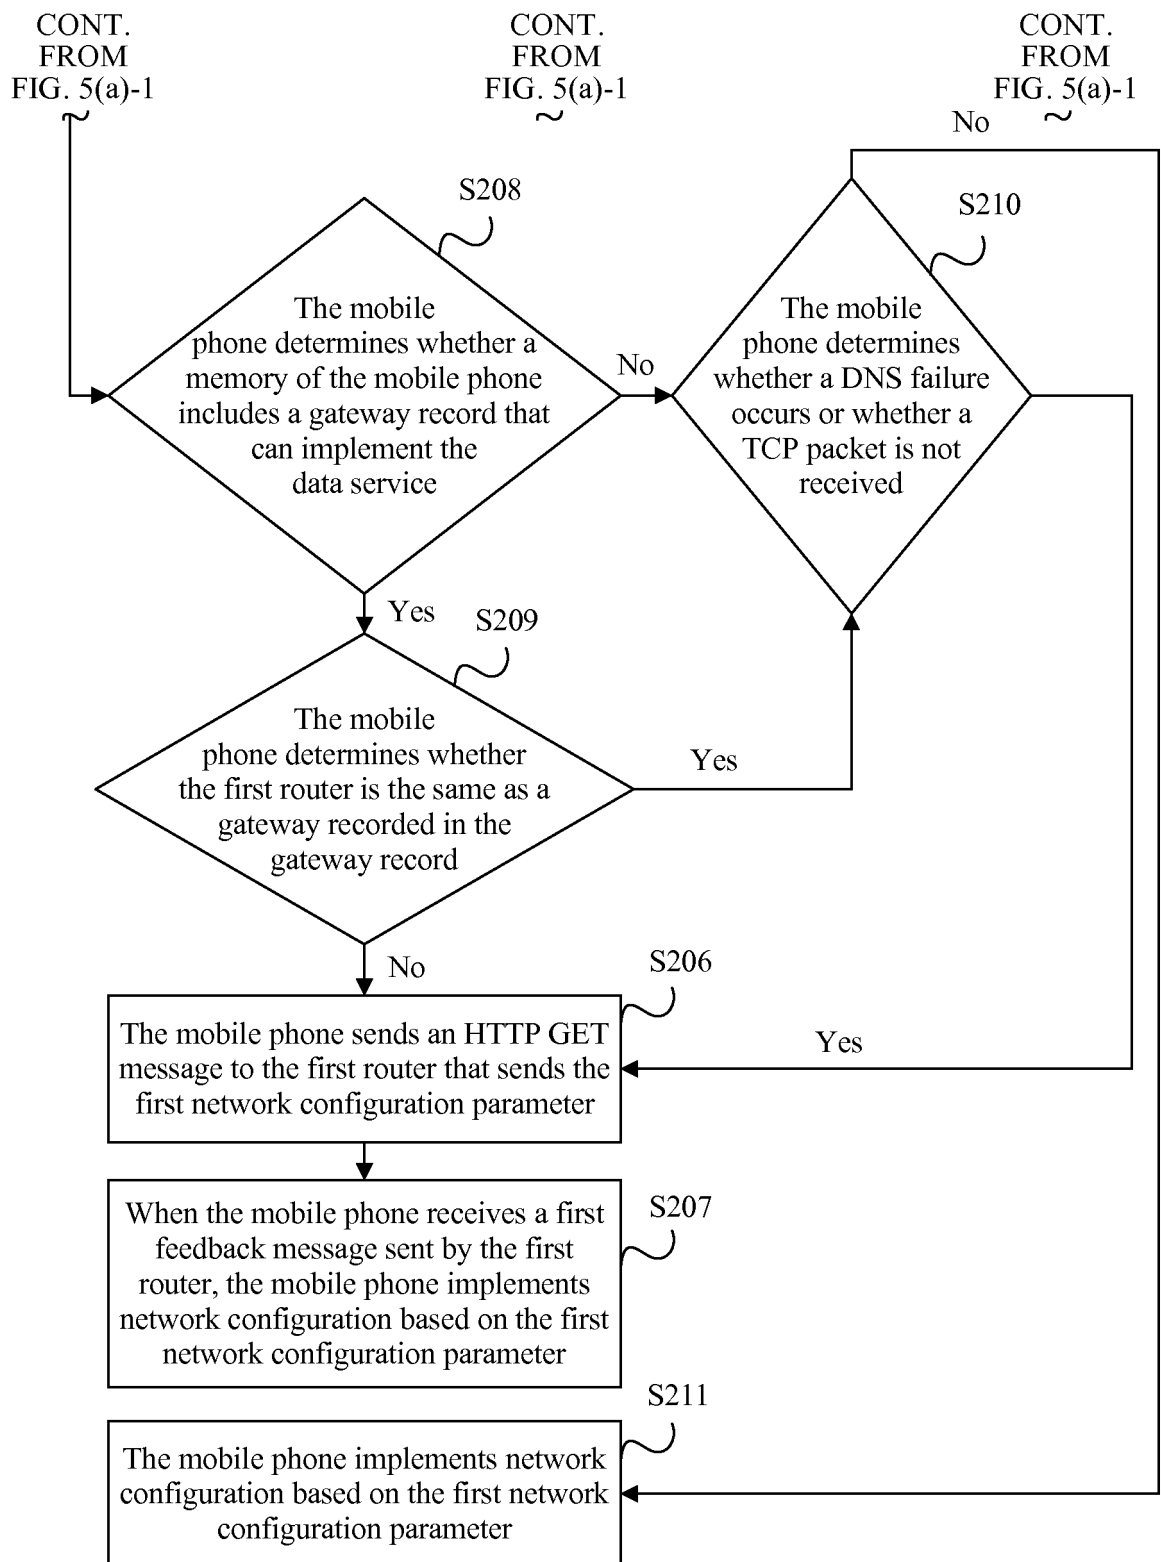 CONT.
FROM
FIG. 5(a)-1
CONT.
FROM
FIG. 5(a)-1
CONT.
FROM
FIG. 5(a)-1
No
S208
S210
The mobile
phone determines whether a
memory of the mobile phone
includes a gateway record that
can implement the
data service
No
The mobile
phone determines
whether a DNS failure
occurs or whether a
TCP packet is not
received
Yes
S209
The mobile
phone determines whether
the first router is the same as a
gateway recorded in the
gateway record
Yes
No
S206
The mobile phone sends an HTTP GET
message to the first router that sends the
first network configuration parameter
Yes
When the mobile phone receives a first
feedback message sent by the first
router, the mobile phone implements
network configuration based on the first
network configuration parameter
S207
S211
The mobile phone implements network
configuration based on the first network
configuration parameter